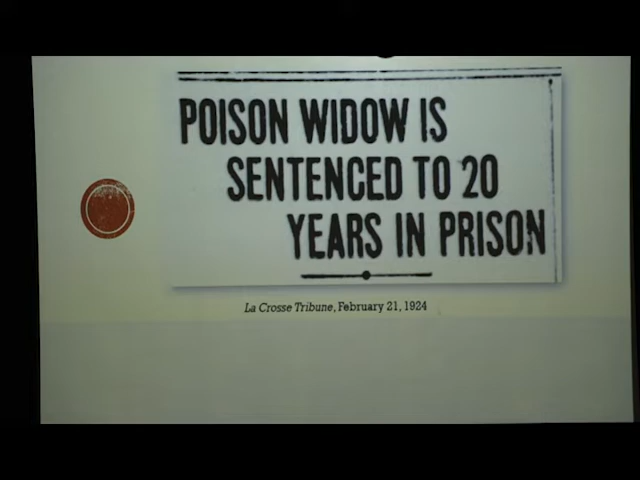 POISON WIDOW IS
SENTENCED TO 20
YEARS IN PRISON
La Crosse Tribune, February 21, 1924